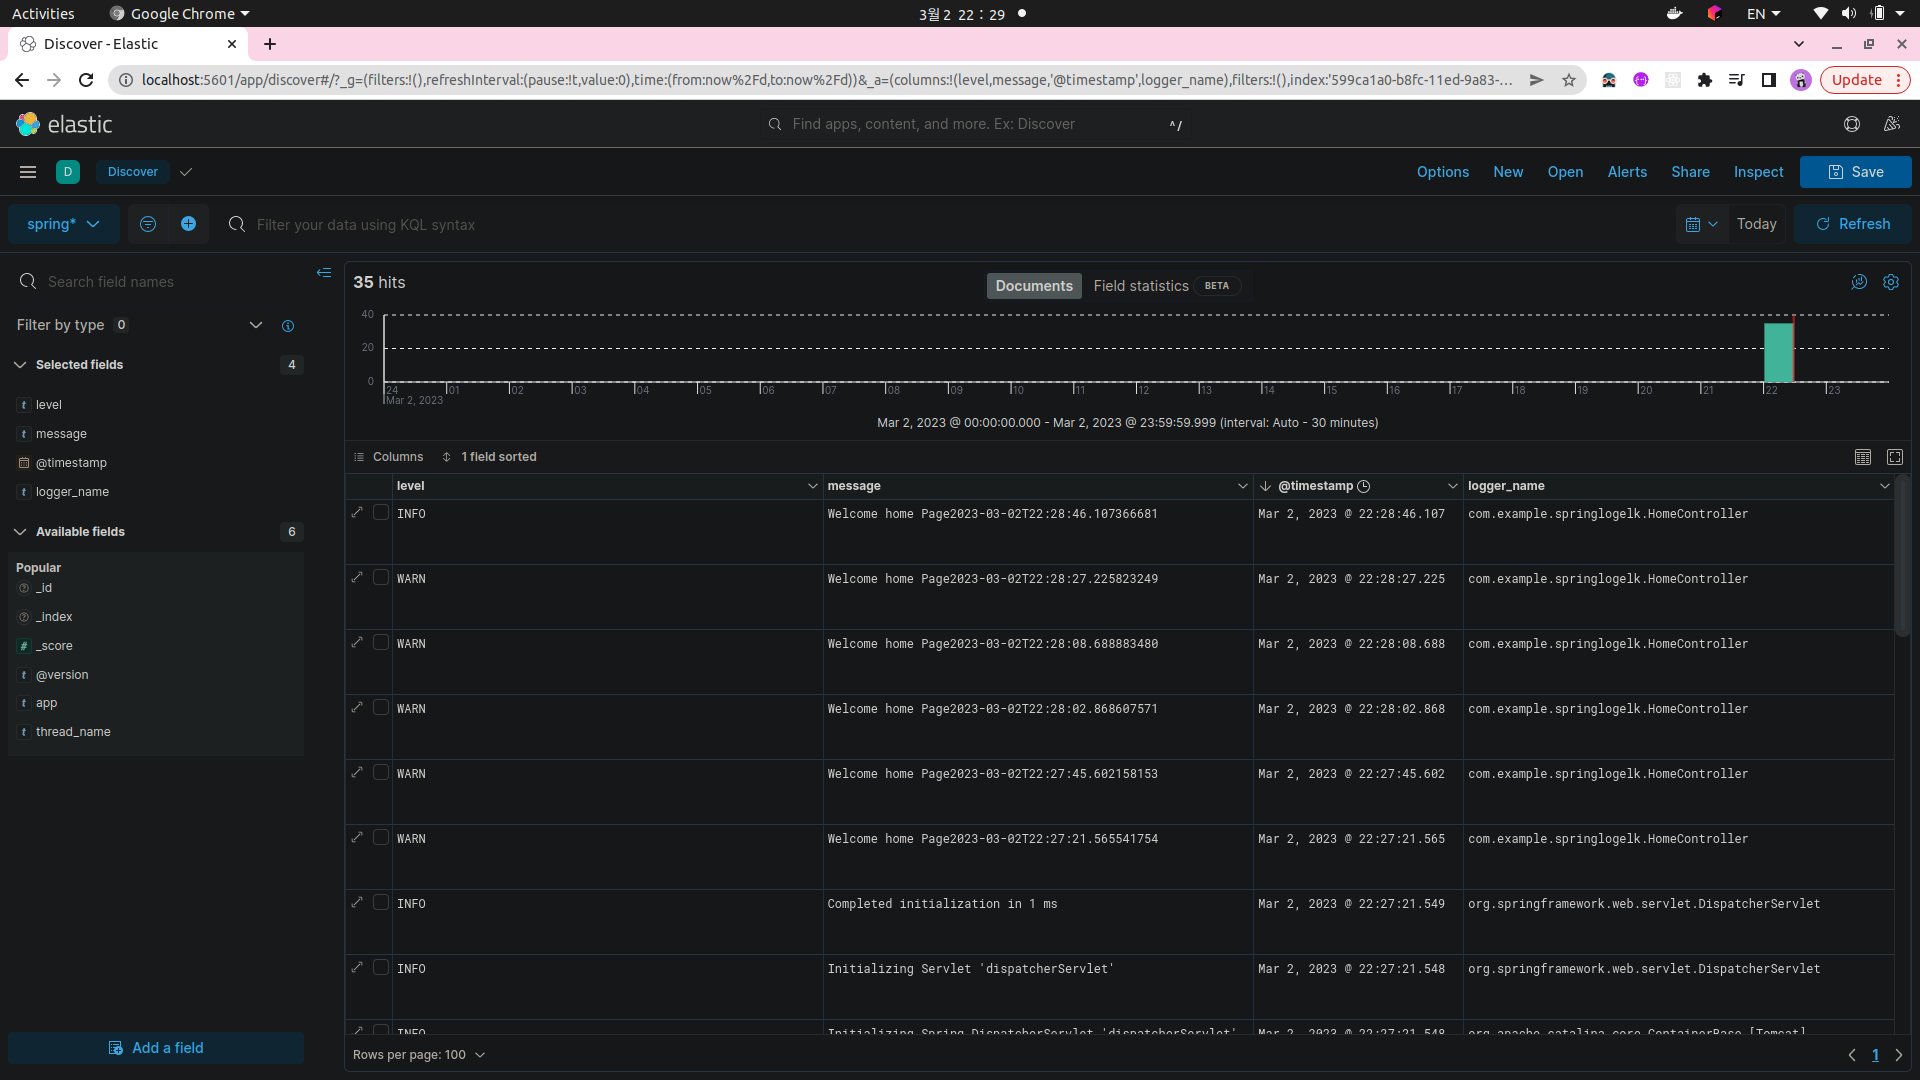 Activities Google Chrome 3월 2 22 : 29 EN
Discover - Elastic
localhost:5601/app/discover#/?_g=(filters:!(),refreshInterval:(pause:!t,value:0),time:(from:now%2Fd,to:now%2Fd))&_a=(columns:!(level,message,'@timestamp',logger_name),filters:!(),index:'599ca1a0-b8fc-11ed-9a83-... Update
elastic Find apps, content, and more. Ex: Discover ^/
D Discover Options New Open Alerts Share Inspect Save
spring* Filter your data using KQL syntax Today Refresh
Search field names
35 hits Documents Field statistics BETA
Filter by type 0
Selected fields 4
level
message
@timestamp
logger_name
Available fields 6
Popular
_id
_index
_score
@version
app
thread_name
Add a field
40
20
0
24 01 02 03 04 05 06 07 08 09 10 11 12 13 14 15 16 17 18 19 20 21 22 23
Mar 2, 2023
Mar 2, 2023 @ 00:00:00.000 - Mar 2, 2023 @ 23:59:59.999 (interval: Auto - 30 minutes)
Columns 1 field sorted
level message @timestamp logger_name
INFO Welcome home Page2023-03-02T22:28:46.107366681 Mar 2, 2023 @ 22:28:46.107 com.example.springlogelk.HomeController
WARN Welcome home Page2023-03-02T22:28:27.225823249 Mar 2, 2023 @ 22:28:27.225 com.example.springlogelk.HomeController
WARN Welcome home Page2023-03-02T22:28:08.688883480 Mar 2, 2023 @ 22:28:08.688 com.example.springlogelk.HomeController
WARN Welcome home Page2023-03-02T22:28:02.868607571 Mar 2, 2023 @ 22:28:02.868 com.example.springlogelk.HomeController
WARN Welcome home Page2023-03-02T22:27:45.602158153 Mar 2, 2023 @ 22:27:45.602 com.example.springlogelk.HomeController
WARN Welcome home Page2023-03-02T22:27:21.565541754 Mar 2, 2023 @ 22:27:21.565 com.example.springlogelk.HomeController
INFO Completed initialization in 1 ms Mar 2, 2023 @ 22:27:21.549 org.springframework.web.servlet.DispatcherServlet
INFO Initializing Servlet 'dispatcherServlet' Mar 2, 2023 @ 22:27:21.548 org.springframework.web.servlet.DispatcherServlet
INFO Initializing Spring DispatcherServlet 'dispatcherServlet' Mar 2, 2023 @ 22:27:21.548 org.apache.catalina.core.ContainerBase.[Tomcat]
Rows per page: 100 1